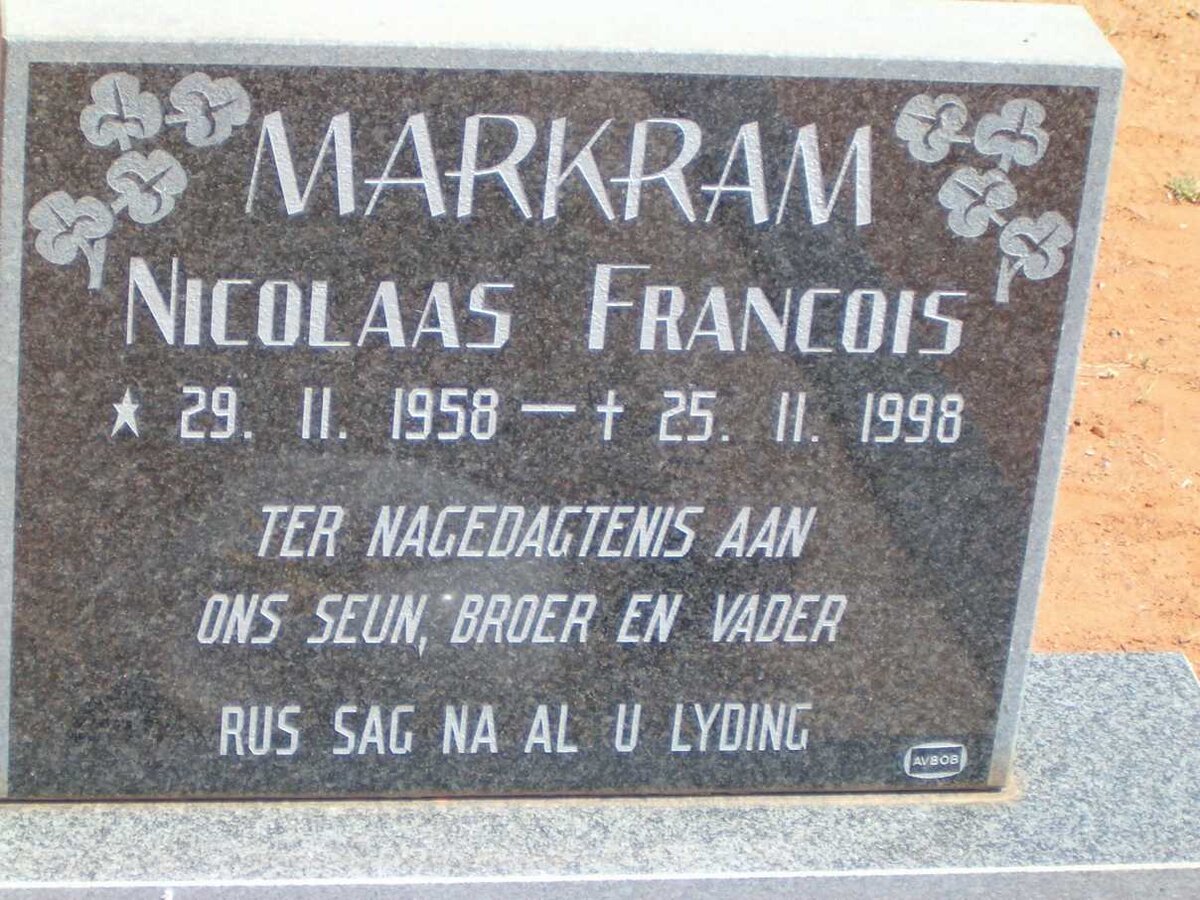 MARKRAM
NICOLAAS FRANCOIS
★ 29. 11. 1958 — † 25. 11. 1998
TER NAGEDAGTENIS AAN
ONS SEUN, BROER EN VADER
RUS SAG NA AL U LYDING
AVBOB